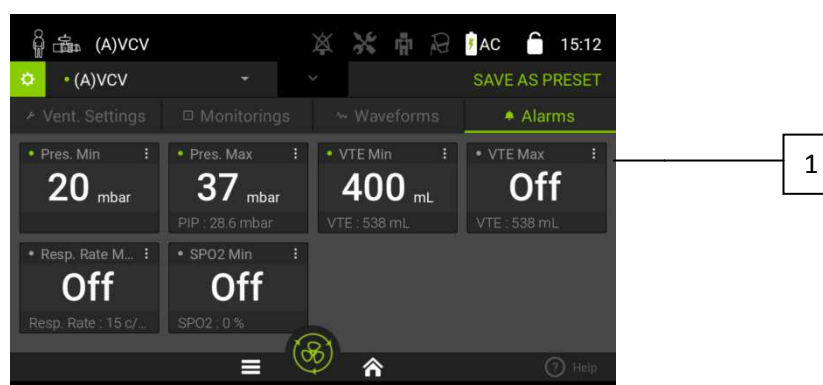 (A)VCV AC 15:12
• (A)VCV SAVE AS PRESET
Vent. Settings Monitorings Waveforms Alarms
• Pres. Min • Pres. Max • VTE Min • VTE Max
20 mbar 37 mbar 400 mL Off
PIP : 28.6 mbar VTE : 538 mL VTE : 538 mL
• Resp. Rate M... • SPO2 Min
Off Off
Resp. Rate : 15 c/... SPO2 : 0 %
? Help
1